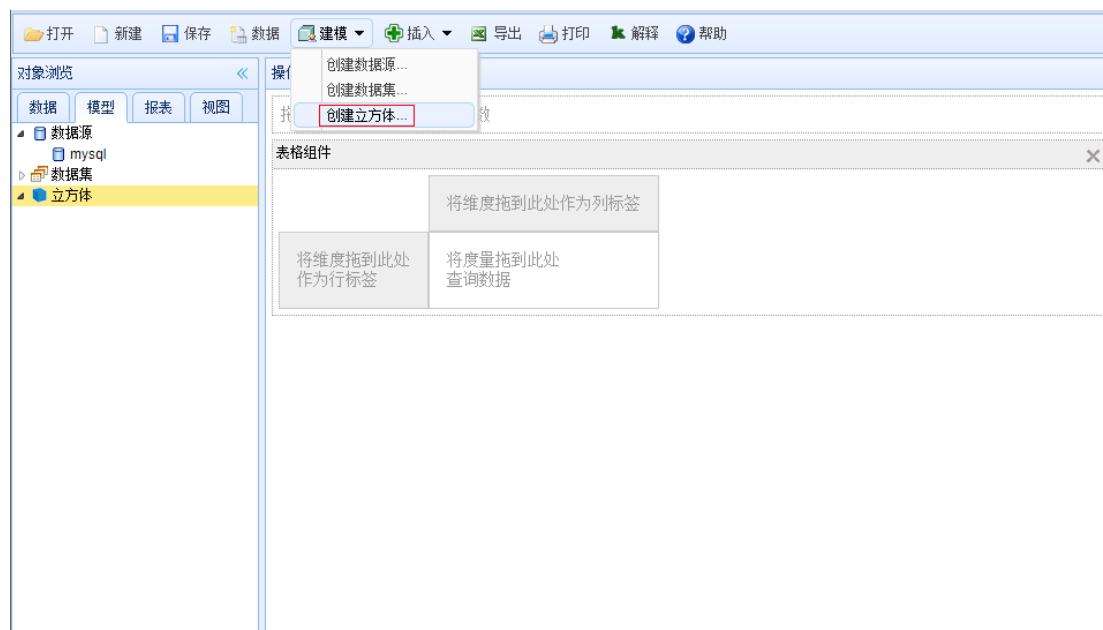 打开 新建 保存 数据 建模 插入 导出 打印 解释 帮助
创建数据源...
创建数据集...
创建立方体...
对象浏览
数据 模型 报表 视图
数据源
mysql
数据集
立方体
操
表格组件
将维度拖到此处作为列标签
将维度拖到此处
作为行标签
将度量拖到此处
查询数据